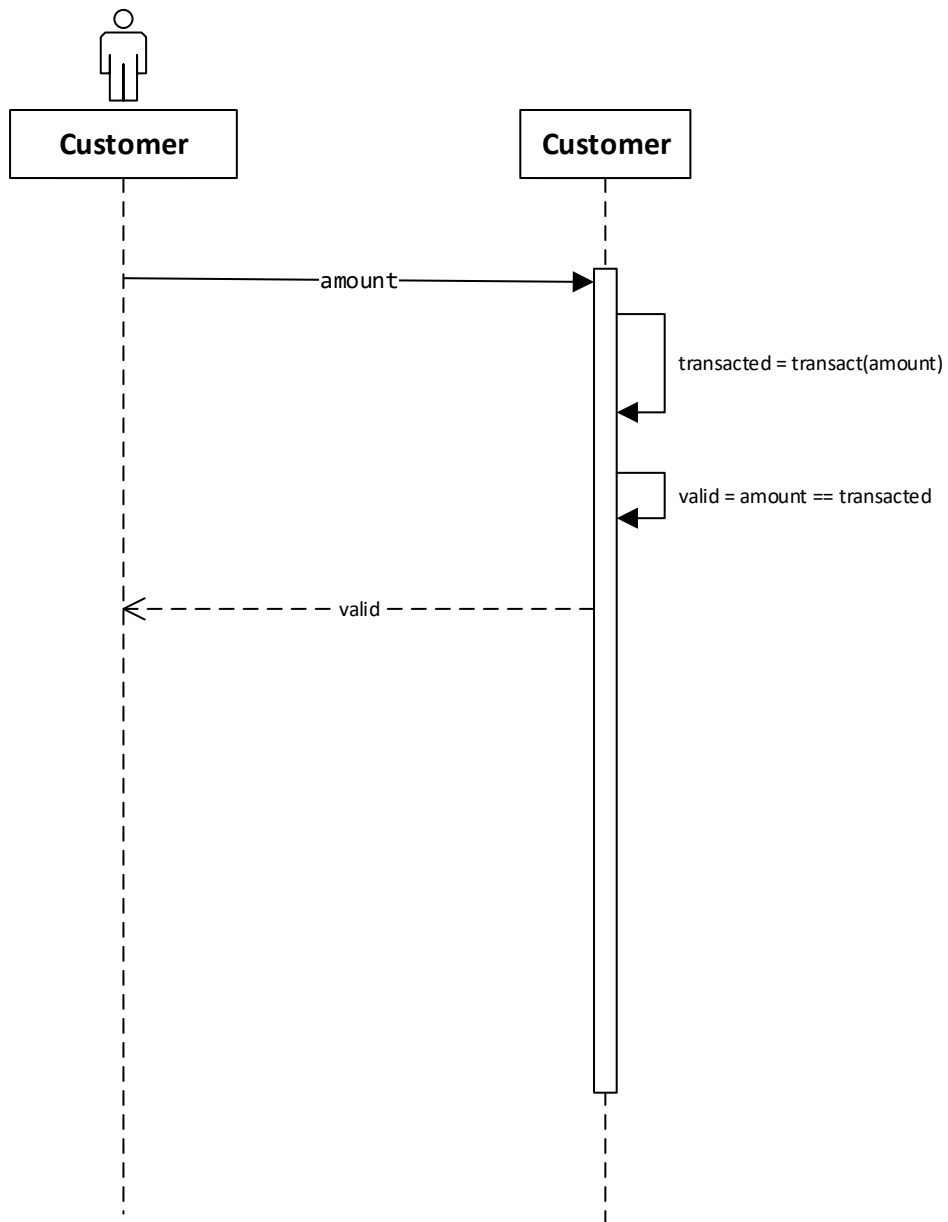 Customer
Customer
amount
transacted = transact(amount)
valid = amount == transacted
valid